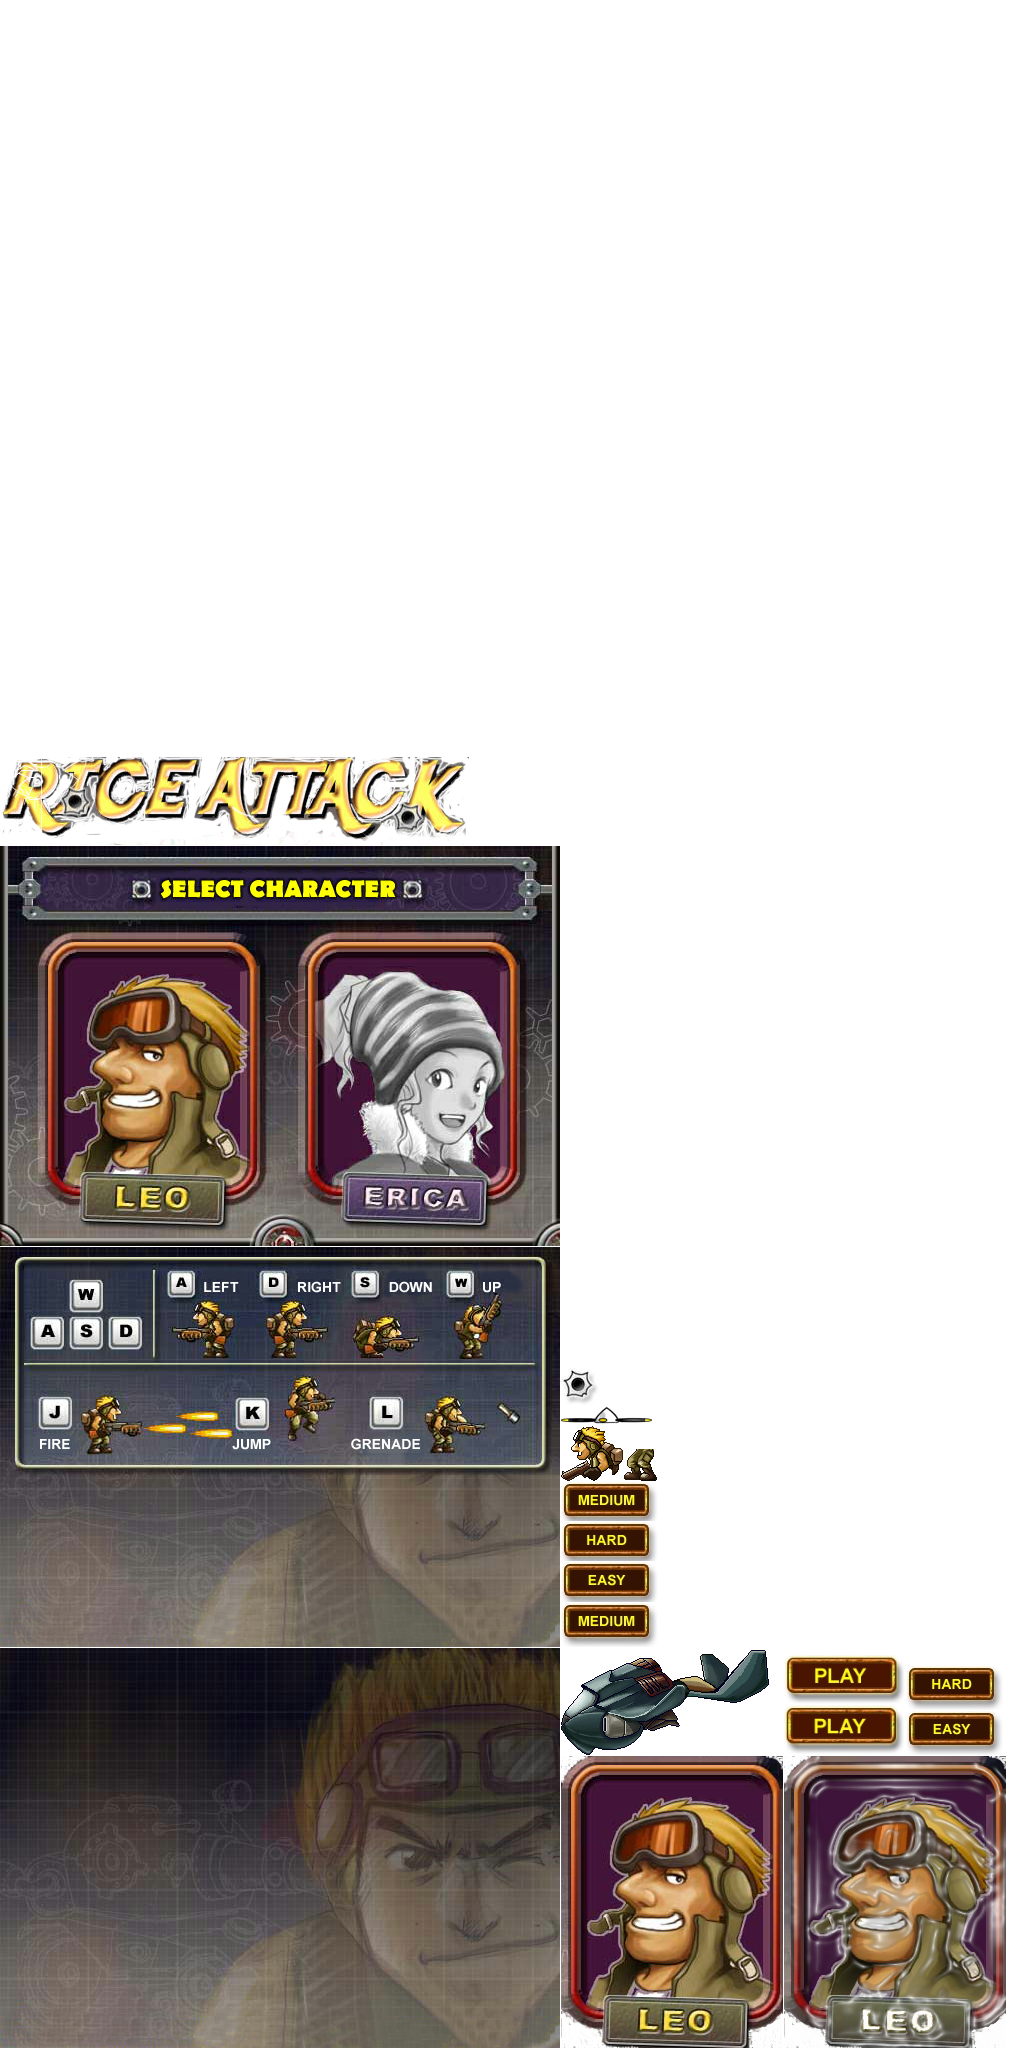 RICE ATTACK
SELECT CHARACTER
LEO
ERICA
W
A S D
A LEFT
D RIGHT
S DOWN
W UP
J
FIRE
K
JUMP
L
GRENADE
MEDIUM
HARD
EASY
MEDIUM
PLAY
HARD
PLAY
EASY
LEO
LEO